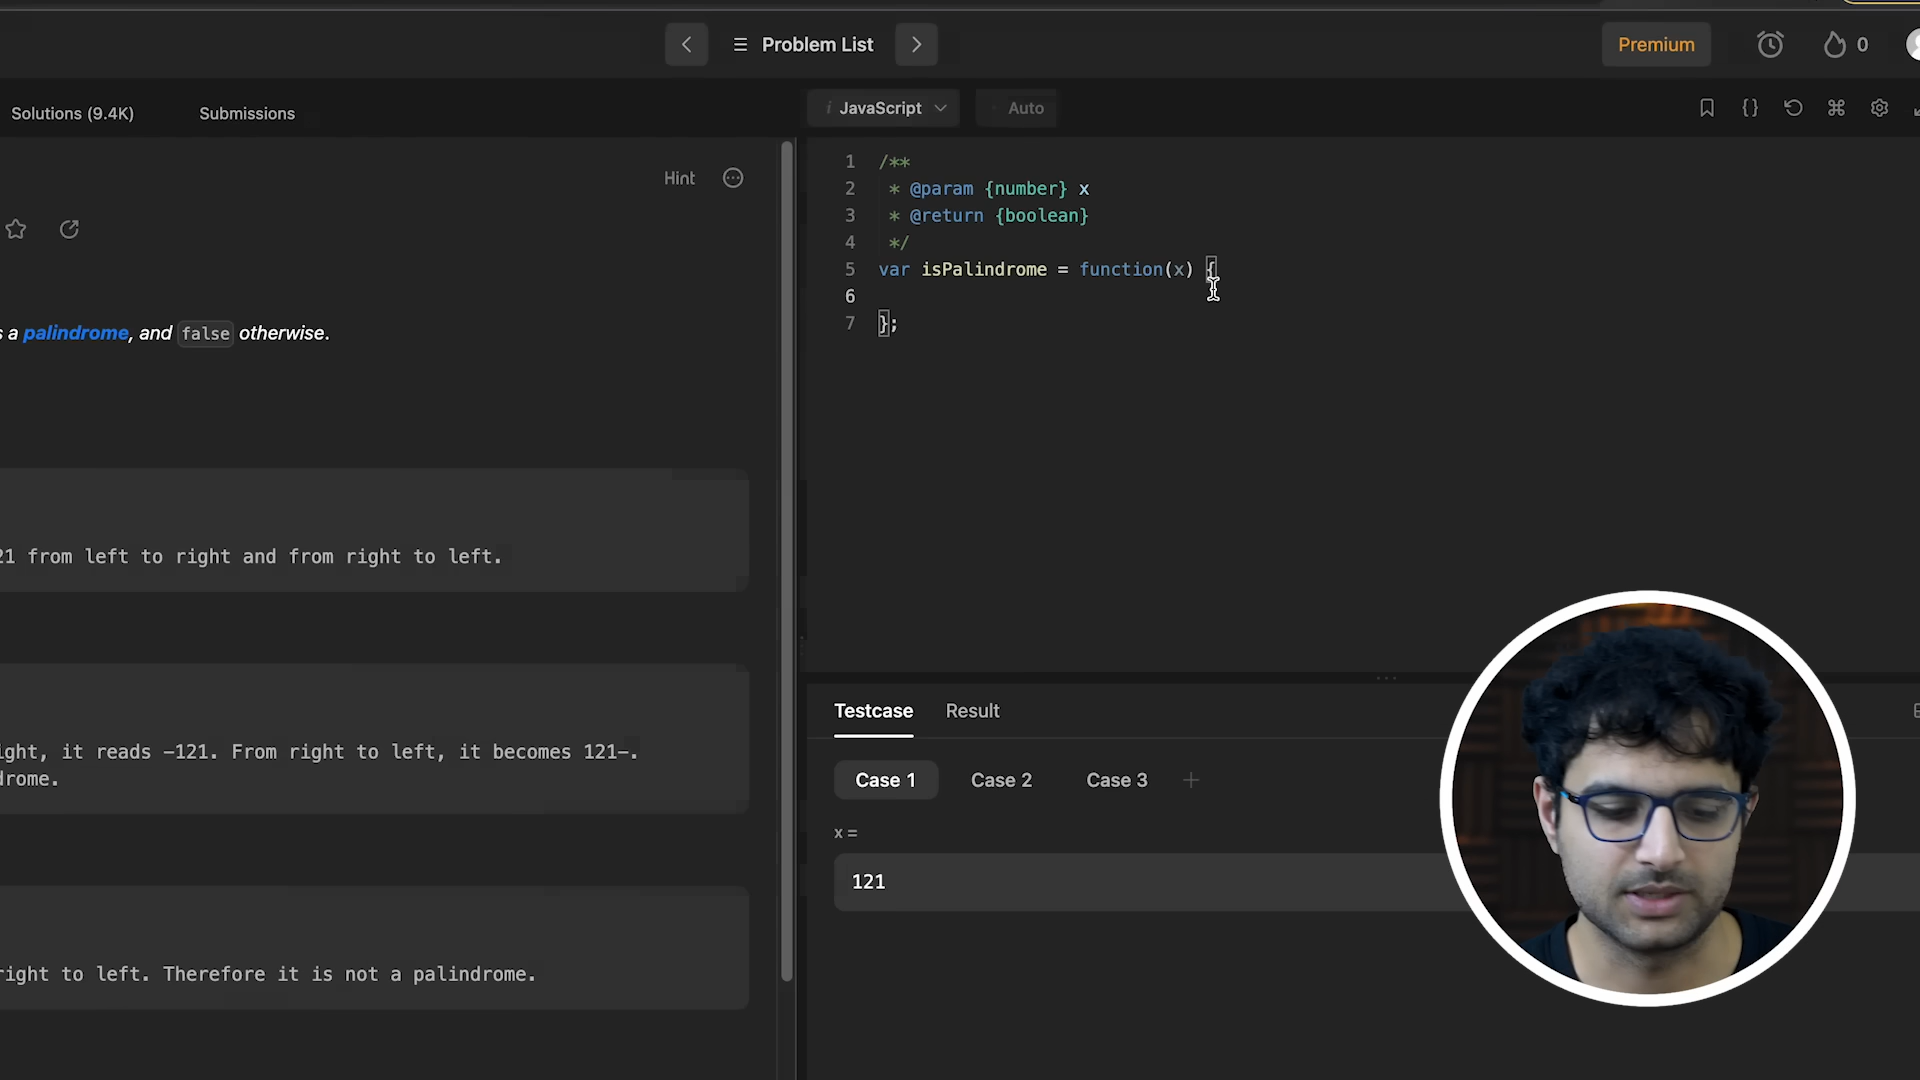 Problem List
Premium
0
Solutions (9.4K)
Submissions
Hint
a palindrome, and false otherwise.
21 from left to right and from right to left.
ight, it reads -121. From right to left, it becomes 121-.
drome.
right to left. Therefore it is not a palindrome.
i JavaScript
Auto
1 /**
2 * @param {number} x
3 * @return {boolean}
4 */
5 var isPalindrome = function(x) {
6
7 };
Testcase
Result
Case 1
Case 2
Case 3
x =
121